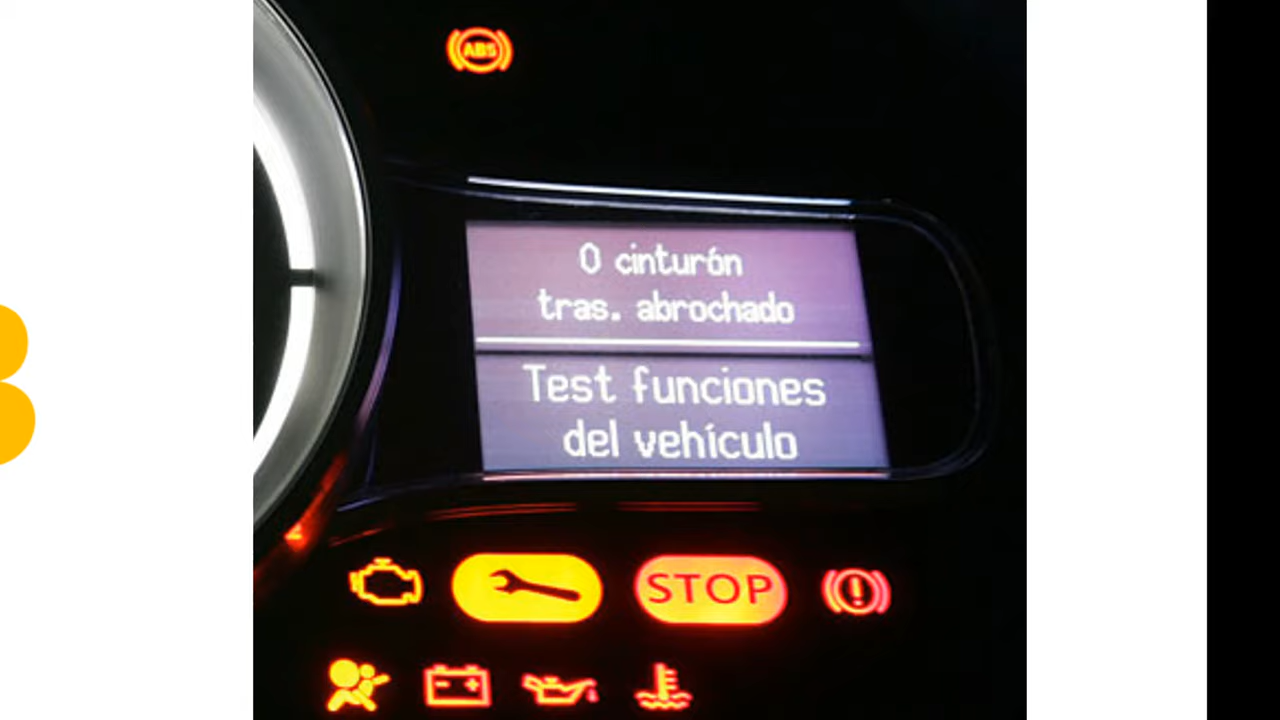 ABS
0 cinturón
tras. abrochado
Test funciones
del vehículo
STOP